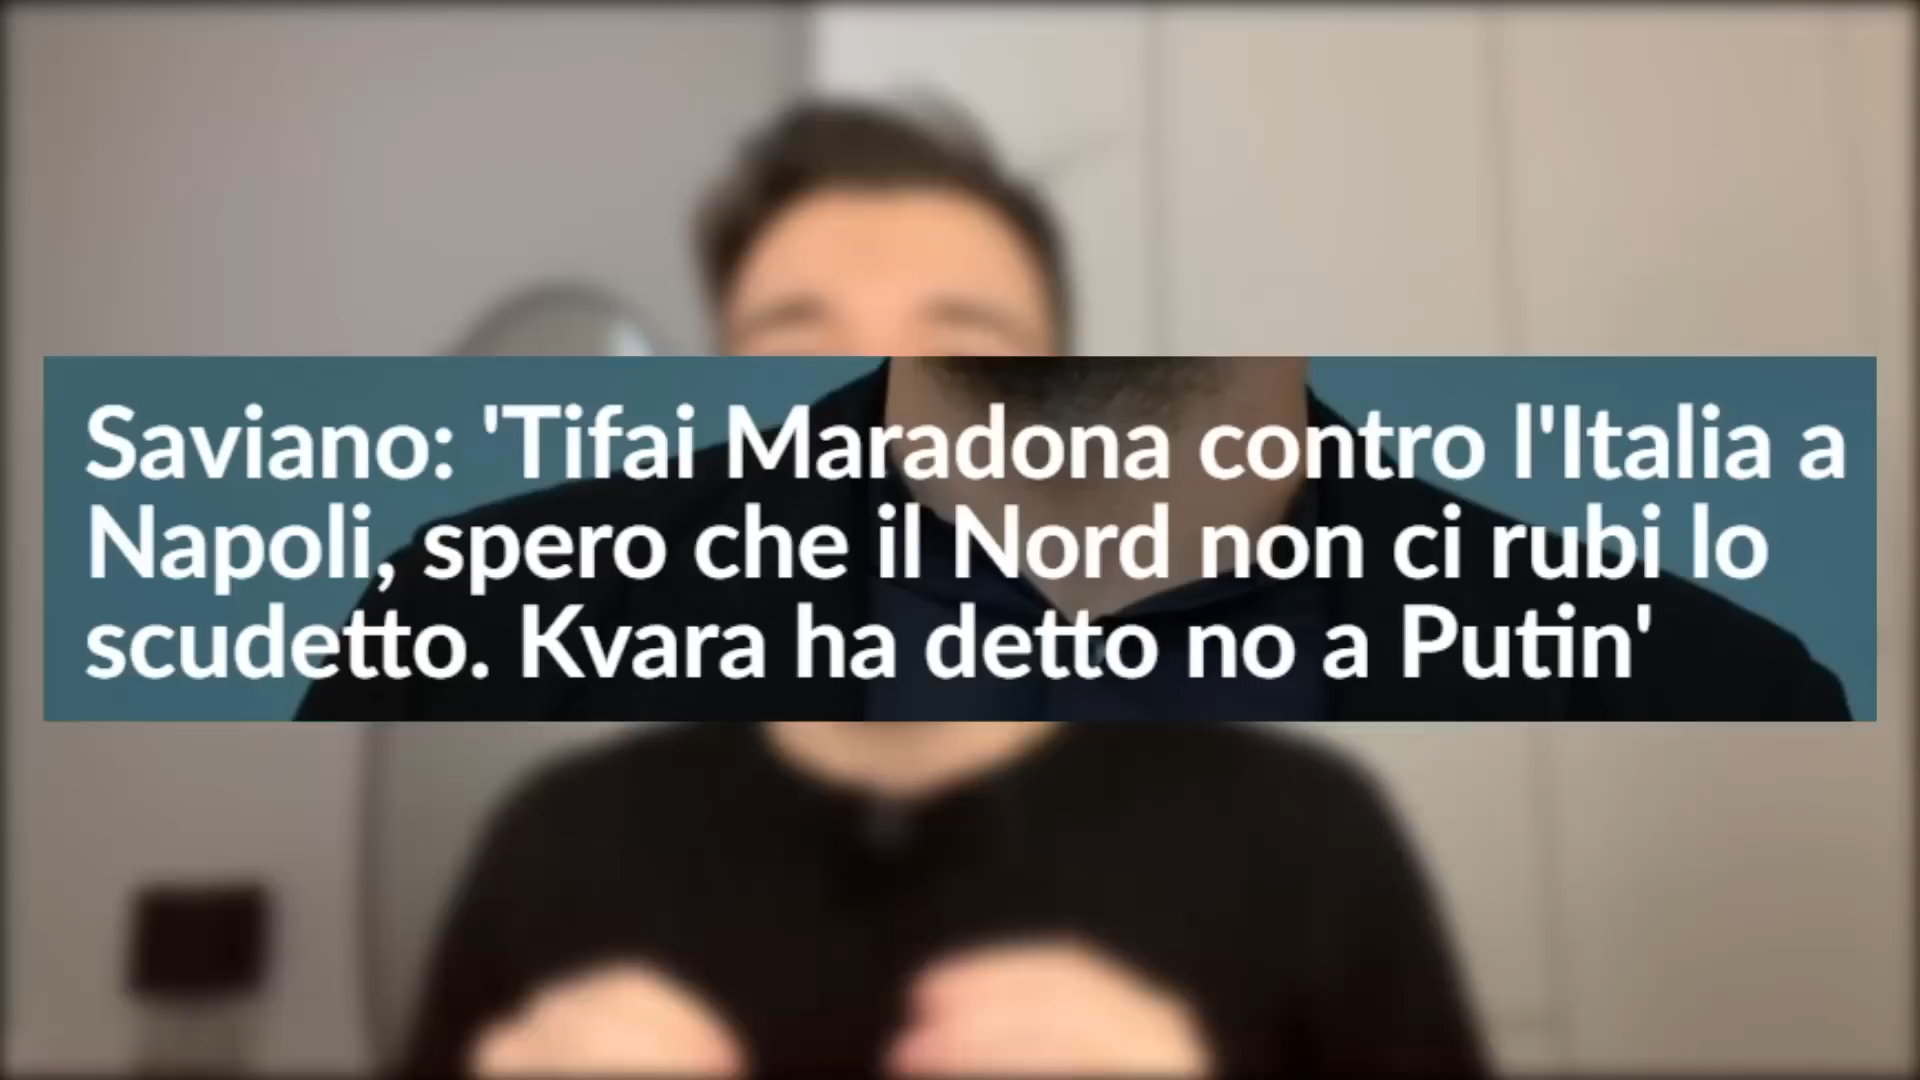 Saviano: 'Tifai Maradona contro l'Italia a
Napoli, spero che il Nord non ci rubi lo
scudetto. Kvara ha detto no a Putin'